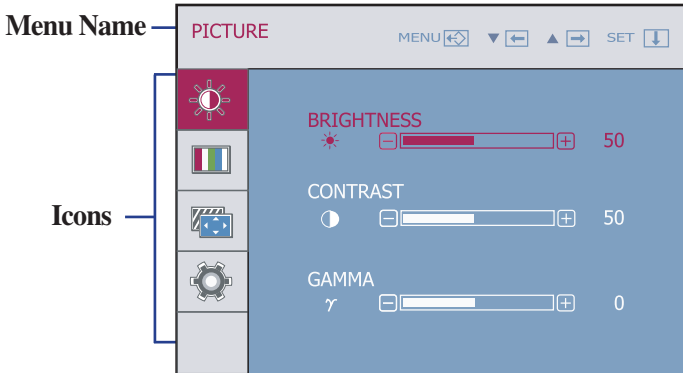 Menu Name
PICTURE MENU ▼ ▲ SET
BRIGHTNESS
50
CONTRAST
50
Icons
GAMMA
γ 0